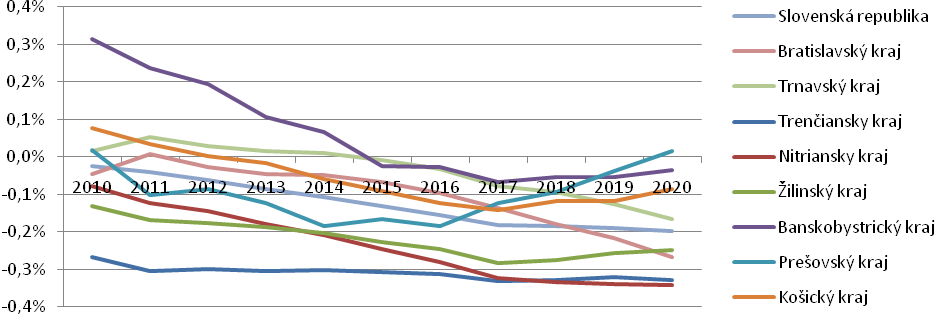 0,4%
0,3%
0,2%
0,1%
0,0%
-0,1%
-0,2%
-0,3%
-0,4%
2010 2011 2012 2013 2014 2015 2016 2017 2018 2019 2020
Slovenská republika
Bratislavský kraj
Trnavský kraj
Trenčiansky kraj
Nitriansky kraj
Žilinský kraj
Banskobystrický kraj
Prešovský kraj
Košický kraj